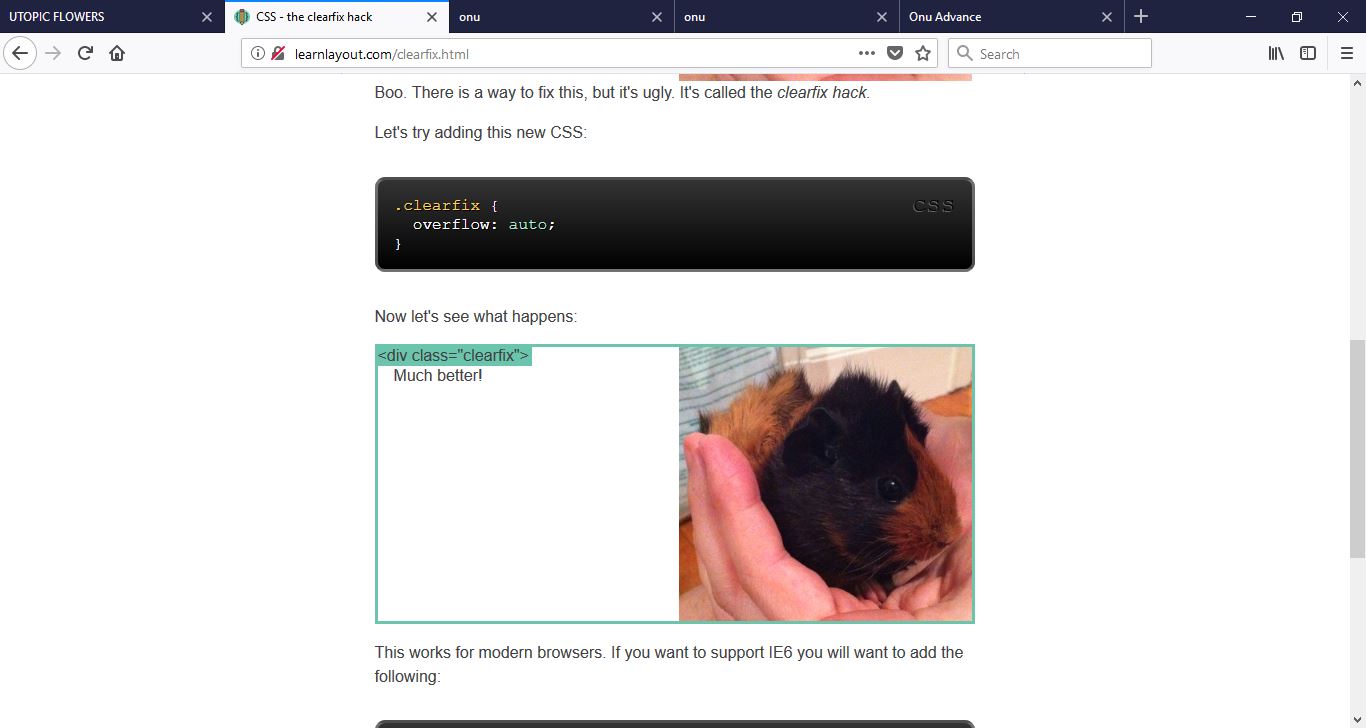 UTOPIC FLOWERS
CSS - the clearfix hack
onu
onu
Onu Advance
learnlayout.com/clearfix.html
Search
Boo. There is a way to fix this, but it's ugly. It's called the clearfix hack.
Let's try adding this new CSS:
CSS
.clearfix {
overflow: auto;
}
Now let's see what happens:
<div class="clearfix">
Much better!
This works for modern browsers. If you want to support IE6 you will want to add the
following: